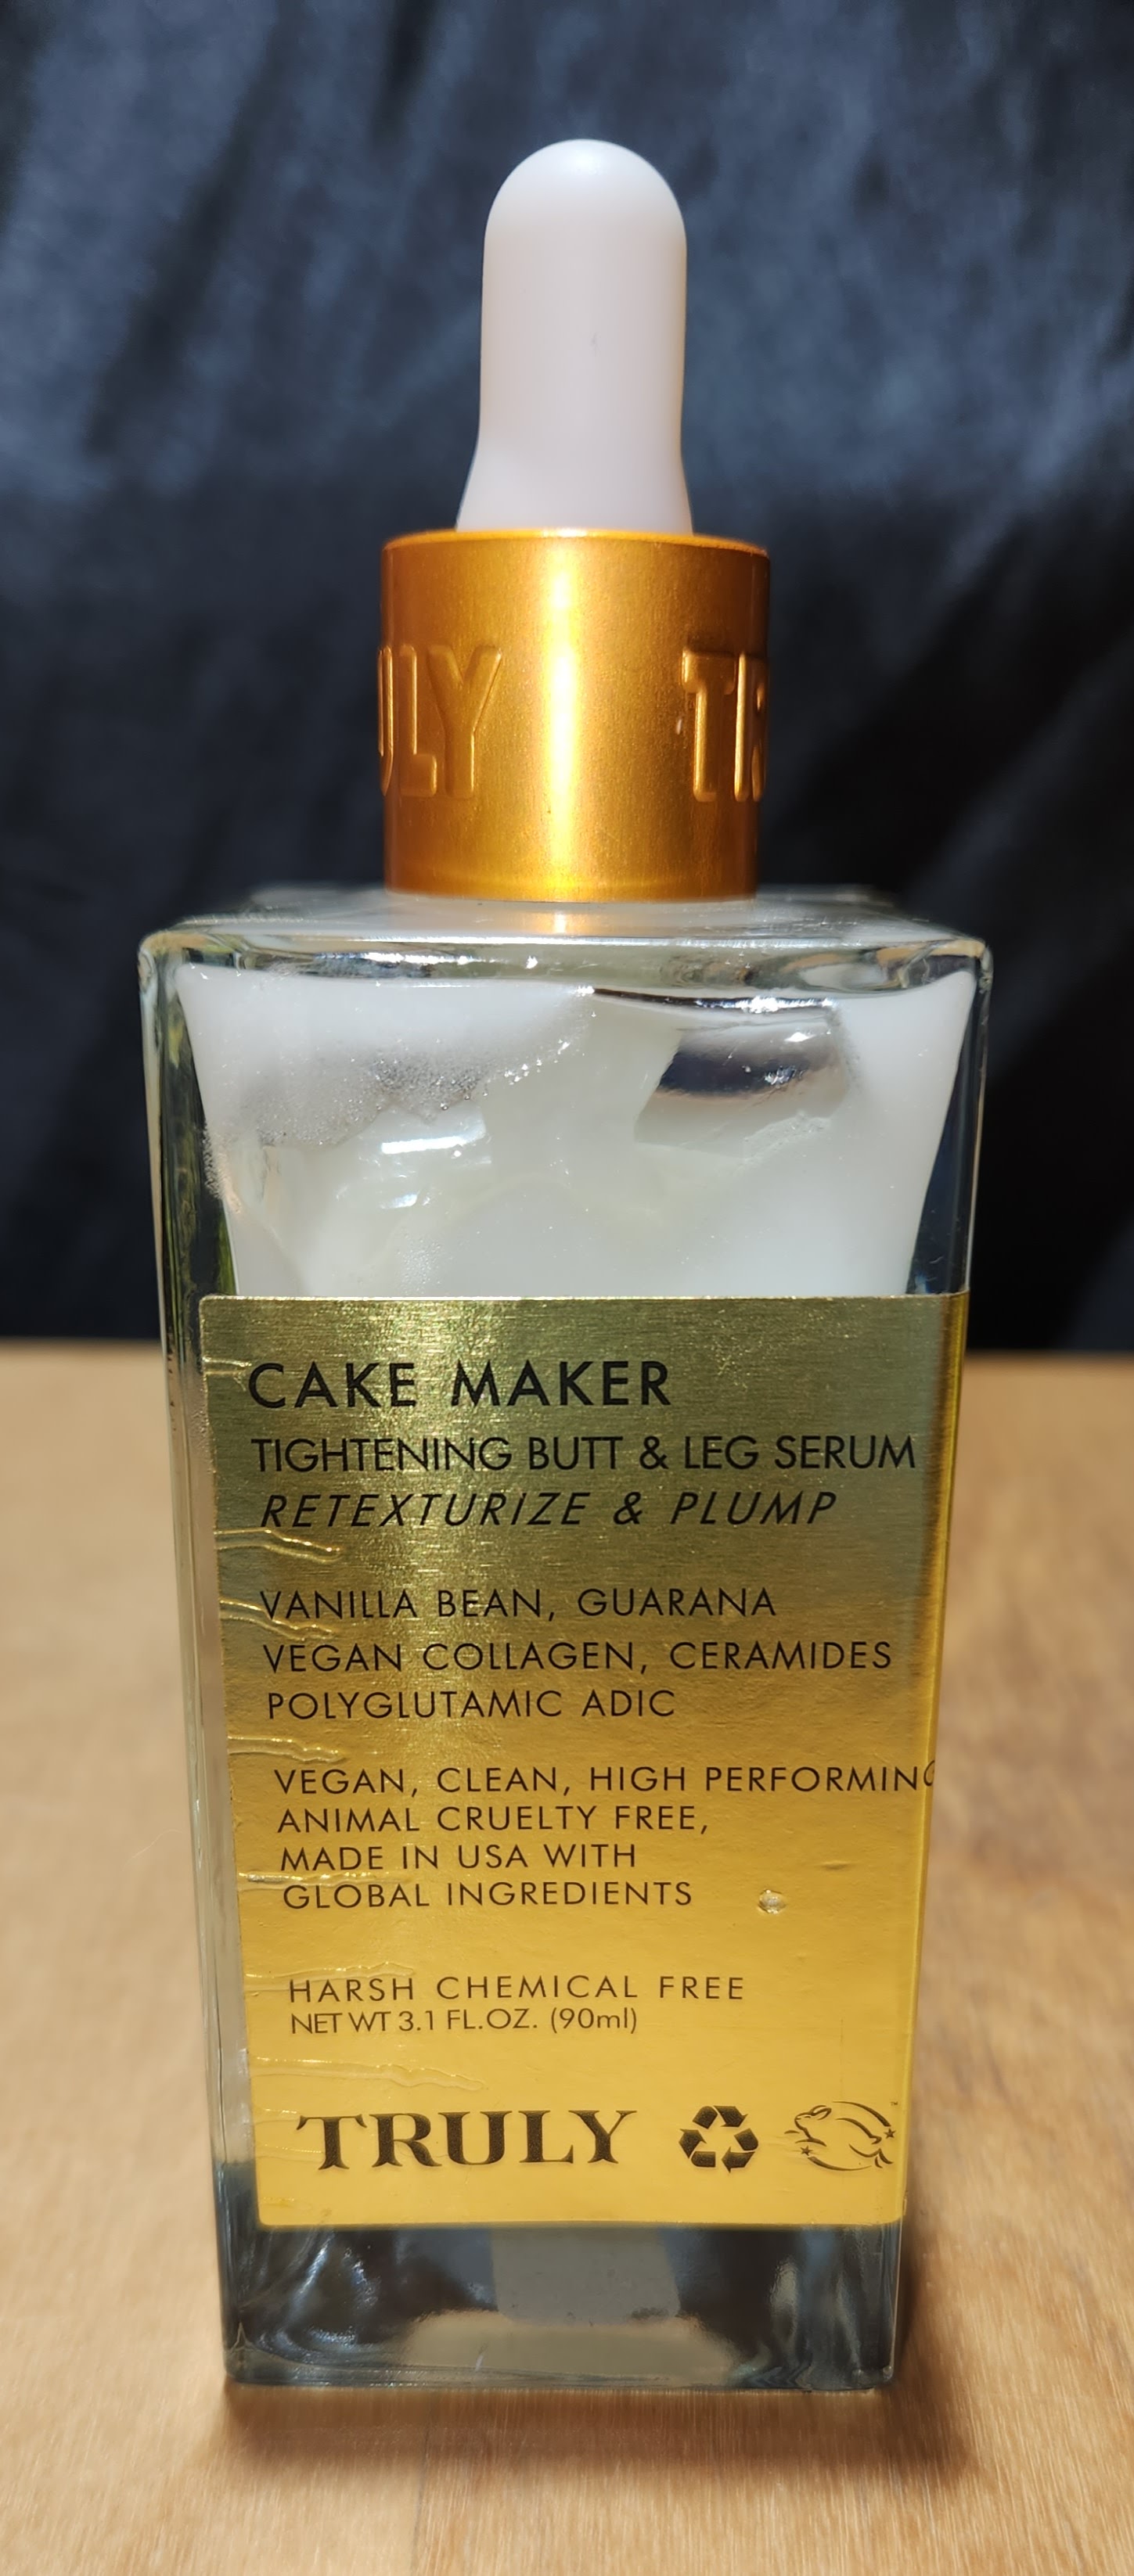 ULY TR
CAKE MAKER
TIGHTENING BUTT & LEG SERUM
RETEXTURIZE & PLUMP
VANILLA BEAN, GUARANA
VEGAN COLLAGEN, CERAMIDES
POLYGLUTAMIC ADIC
VEGAN, CLEAN, HIGH PERFORMING
ANIMAL CRUELTY FREE,
MADE IN USA WITH
GLOBAL INGREDIENTS
HARSH CHEMICAL FREE
NET WT 3.1 FL.OZ. (90ml)
TRULY